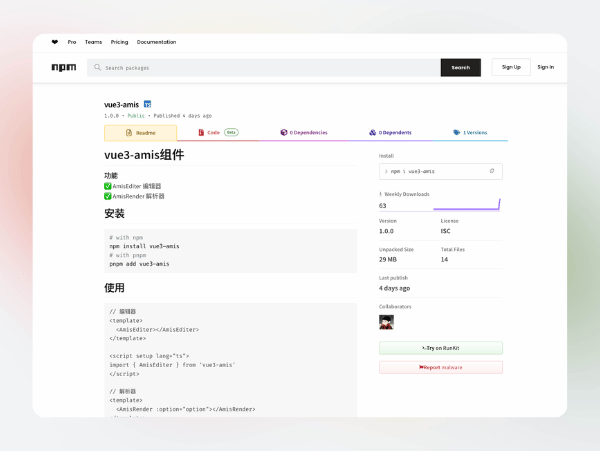 Pro Teams Pricing Documentation
npm Search packages Search Sign Up Sign In
vue3-amis TS
1.0.0 • Public • Published 4 days ago
Readme Code Beta 0 Dependencies 0 Dependents 1 Versions
vue3-amis组件
功能
AmisEditer 编辑器
AmisRender 解析器
安装
# with npm
npm install vue3-amis
# with pnpm
pnpm add vue3-amis
使用
// 编辑器
<template>
<AmisEditer></AmisEditer>
</template>
<script setup lang="ts">
import { AmisEditer } from 'vue3-amis'
</script>
// 解析器
<template>
<AmisRender :option="option"></AmisRender>
Install
> npm i vue3-amis
Weekly Downloads
63
Version License
1.0.0 ISC
Unpacked Size Total Files
29 MB 14
Last publish
4 days ago
Collaborators
Try on RunKit
Report malware